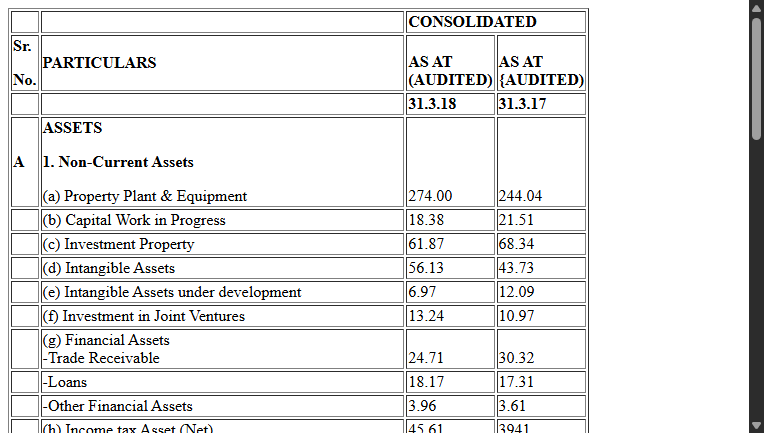 CONSOLIDATED
Sr. No. PARTICULARS AS AT (AUDITED) AS AT {AUDITED)
31.3.18 31.3.17
ASSETS
A 1. Non-Current Assets
(a) Property Plant & Equipment 274.00 244.04
(b) Capital Work in Progress 18.38 21.51
(c) Investment Property 61.87 68.34
(d) Intangible Assets 56.13 43.73
(e) Intangible Assets under development 6.97 12.09
(f) Investment in Joint Ventures 13.24 10.97
(g) Financial Assets
-Trade Receivable 24.71 30.32
-Loans 18.17 17.31
-Other Financial Assets 3.96 3.61
(h) Income tax Asset (Net) 45.61 3941